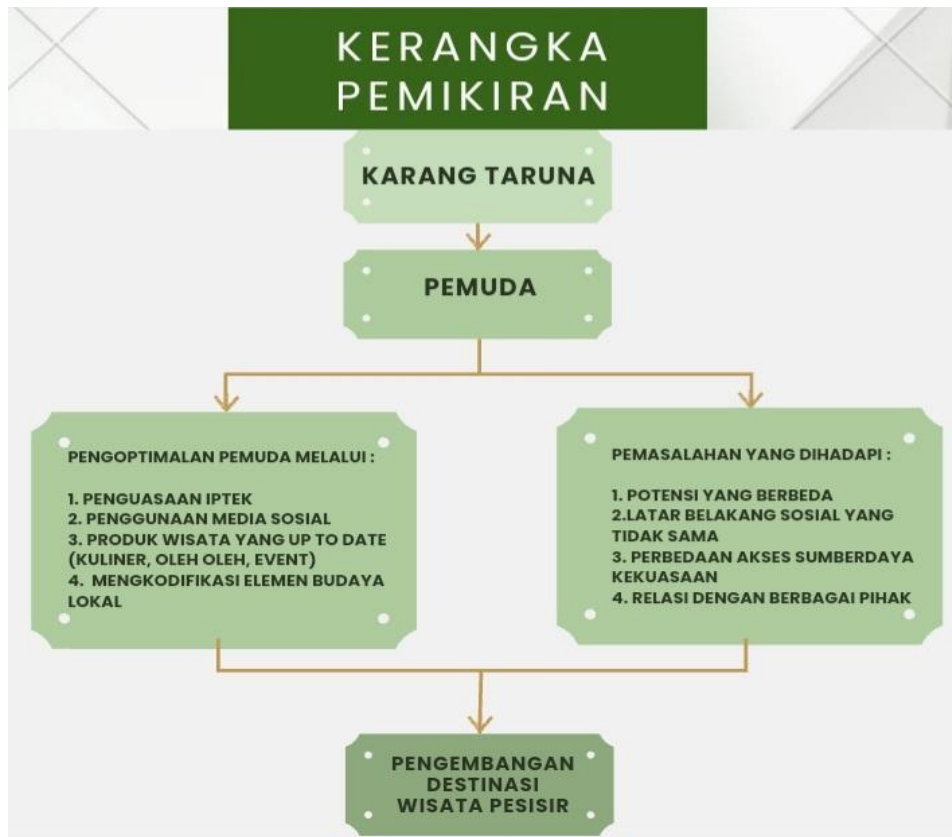 KERANGKA
PEMIKIRAN
KARANG TARUNA
PEMUDA
PENGOPTIMALAN PEMUDA MELALUI :
1. PENGUASAAN IPTEK
2. PENGGUNAAN MEDIA SOSIAL
3. PRODUK WISATA YANG UP TO DATE
(KULINER, OLEH OLEH, EVENT)
4. MENGKODIFIKASI ELEMEN BUDAYA
LOKAL
PEMASALAHAN YANG DIHADAPI :
1. POTENSI YANG BERBEDA
2.LATAR BELAKANG SOSIAL YANG
TIDAK SAMA
3. PERBEDAAN AKSES SUMBERDAYA
KEKUASAAN
4. RELASI DENGAN BERBAGAI PIHAK
PENGEMBANGAN
DESTINASI
WISATA PESISIR